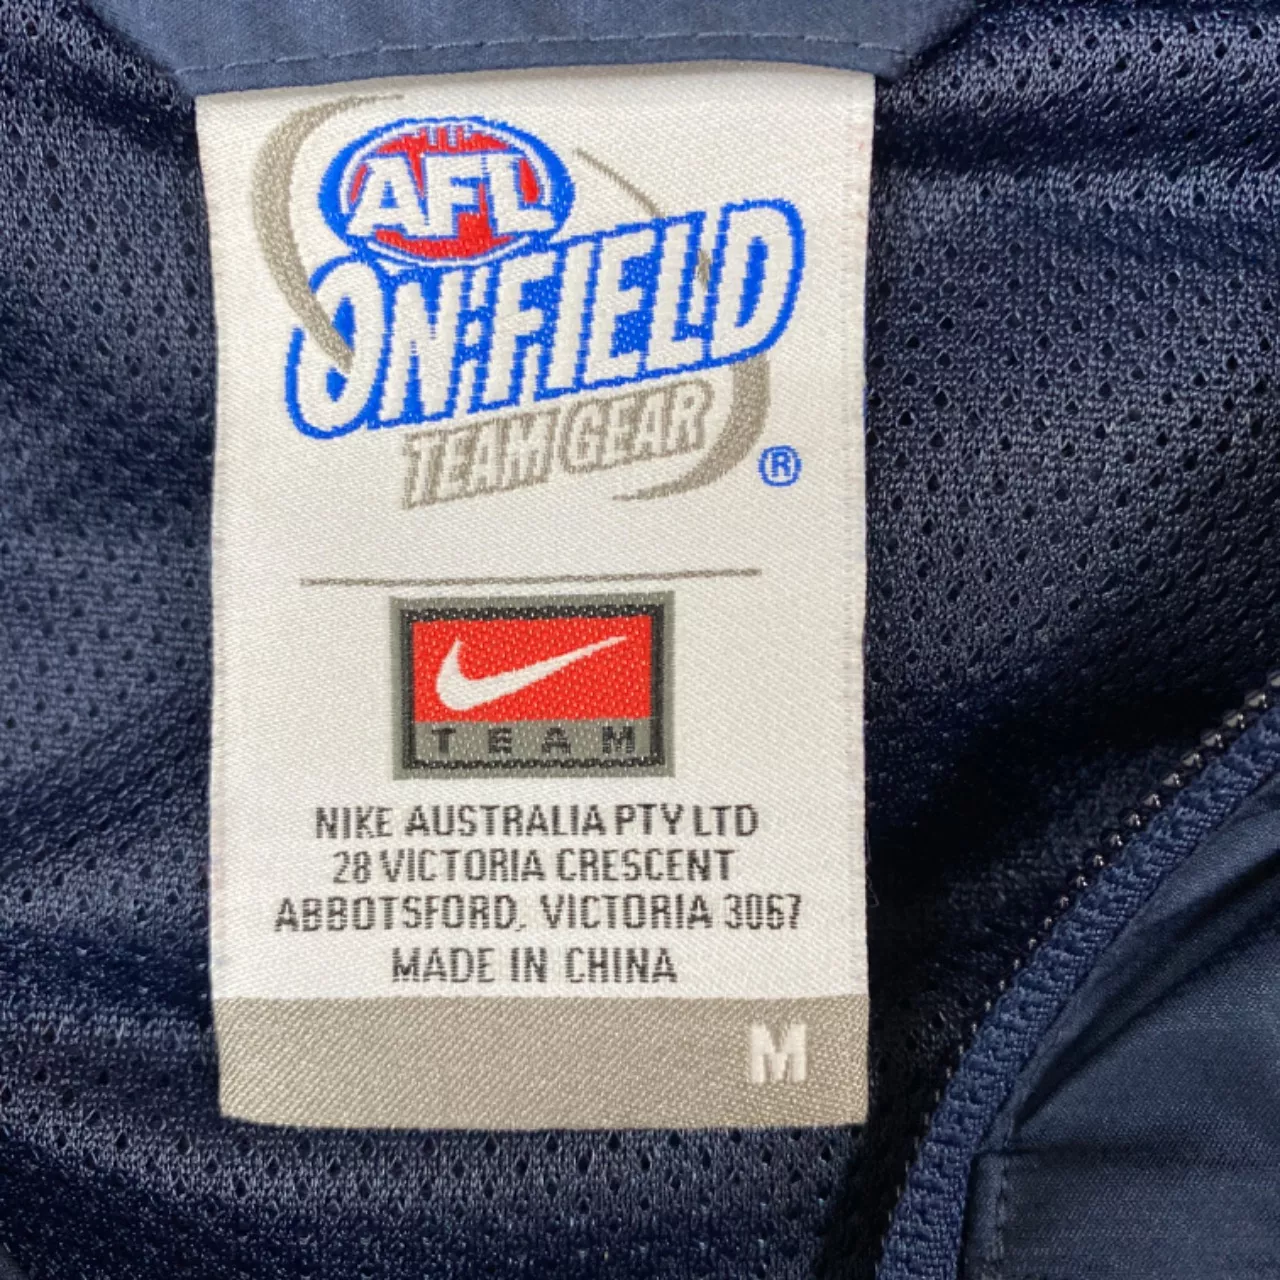 AFL
ON-FIELD
TEAM GEAR
®
TEAM
NIKE AUSTRALIA PTY LTD
28 VICTORIA CRESCENT
ABBOTSFORD, VICTORIA 3067
MADE IN CHINA
M